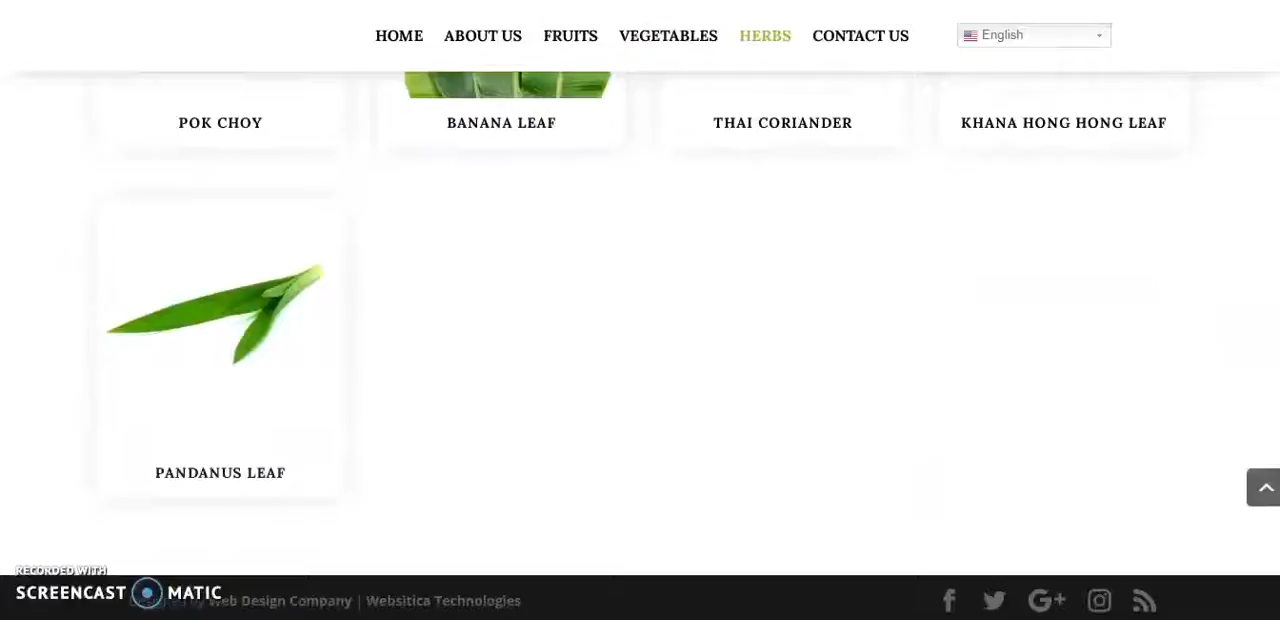 HOME ABOUT US FRUITS VEGETABLES HERBS CONTACT US English
POK CHOY BANANA LEAF THAI CORIANDER KHANA HONG HONG LEAF
PANDANUS LEAF
RECORDED WITH
SCREENCAST MATIC
Web Design Company | Websitica Technologies